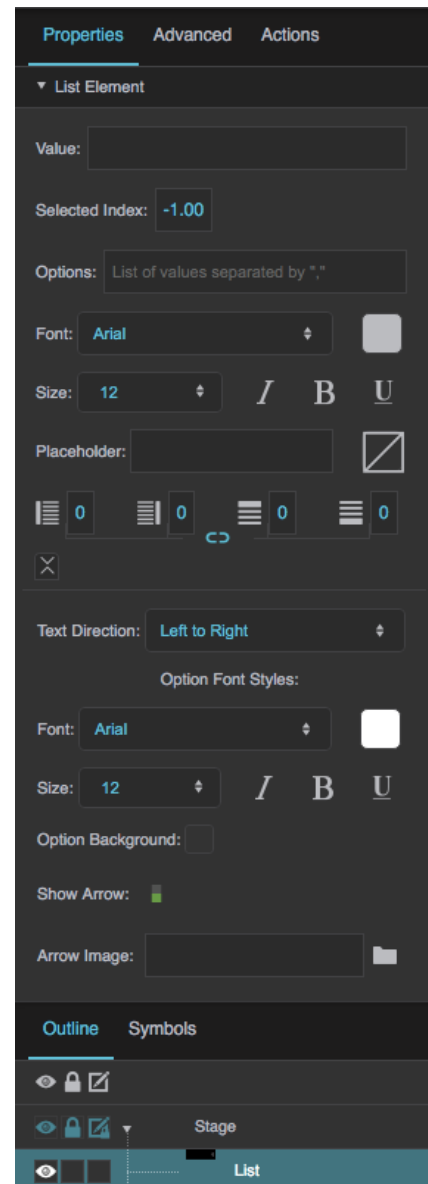 Properties Advanced Actions
List Element
Value:
Selected Index: -1.00
Options: List of values separated by ","
Font: Arial
Size: 12 I B U
Placeholder:
0 0 0 0
Text Direction: Left to Right
Option Font Styles:
Font: Arial
Size: 12 I B U
Option Background:
Show Arrow:
Arrow Image:
Outline Symbols
Stage
List